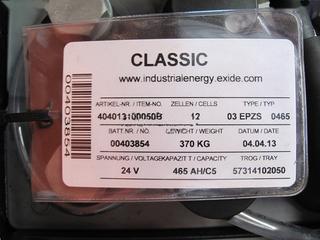 CLASSIC
www.industrialenergy.exide.com
ARTIKEL-NR. / ITEM-NO. ZELLEN / CELLS TYPE / TYP
404013100050B 12 03 EPZS 0465
BATT.NR. / NO. GEWICHT / WEIGHT DATUM / DATE
00403854 370 KG 04.04.13
SPANNUNG / VOLTAGE KAPAZIT T / CAPACITY TROG / TRAY
24 V 465 AH/C5 57314102050
00403854